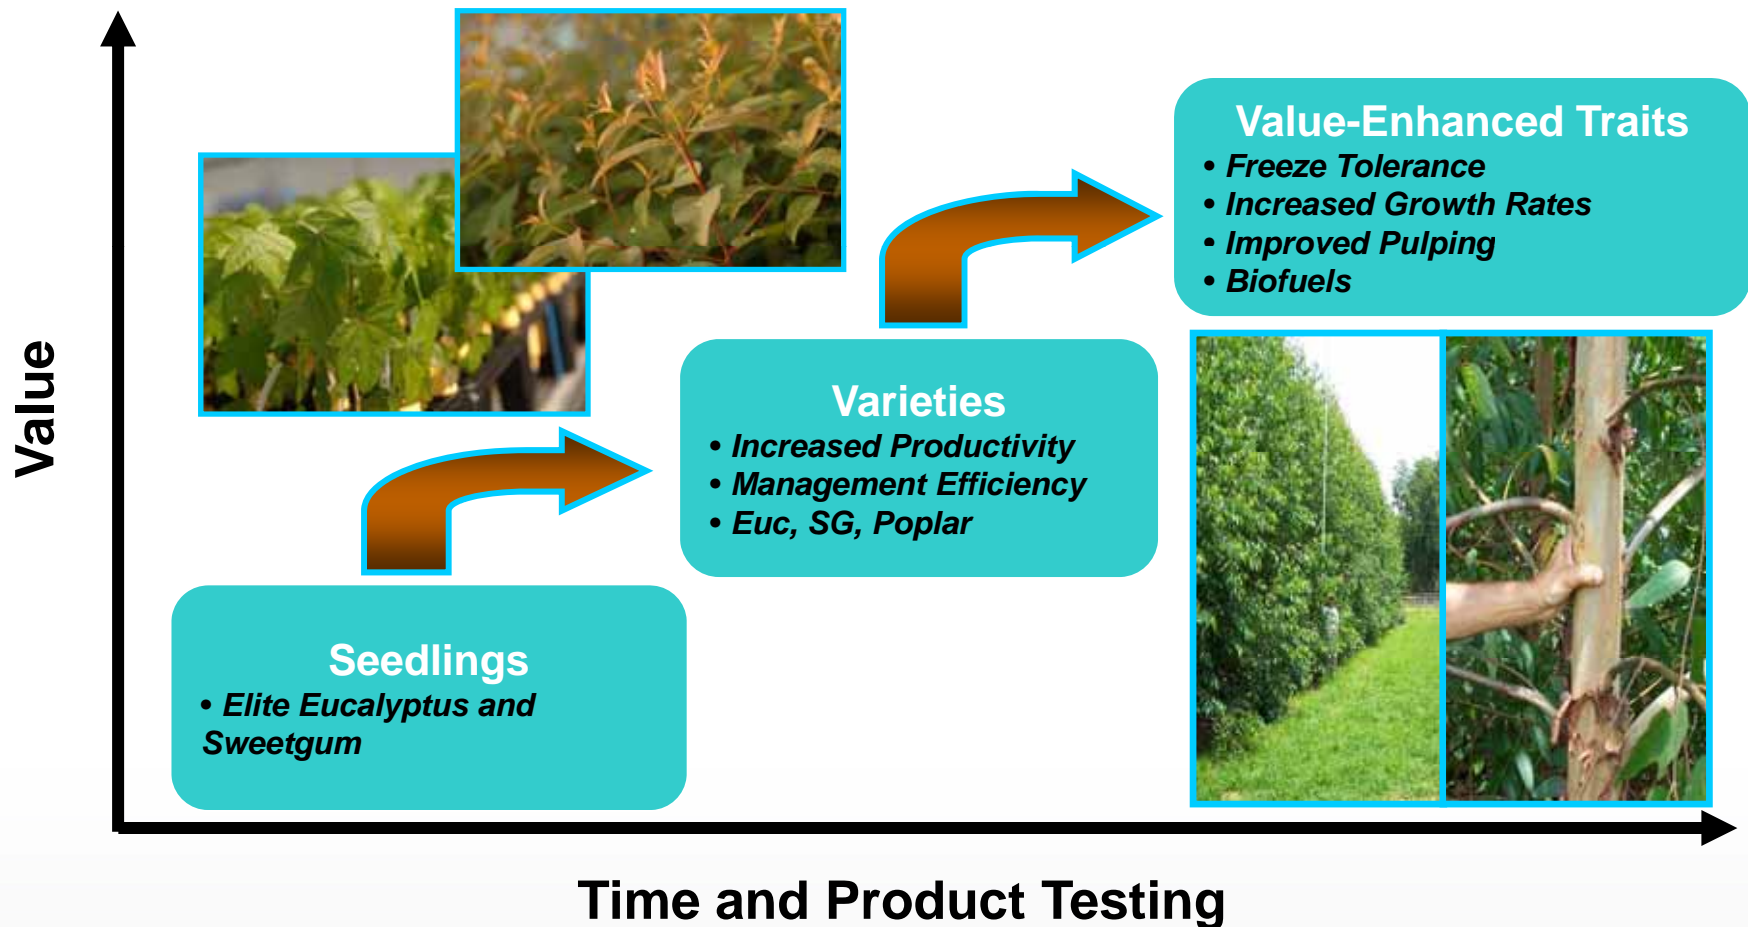 Value
Value-Enhanced Traits
• Freeze Tolerance
• Increased Growth Rates
• Improved Pulping
• Biofuels
Varieties
• Increased Productivity
• Management Efficiency
• Euc, SG, Poplar
Seedlings
• Elite Eucalyptus and
Sweetgum
Time and Product Testing